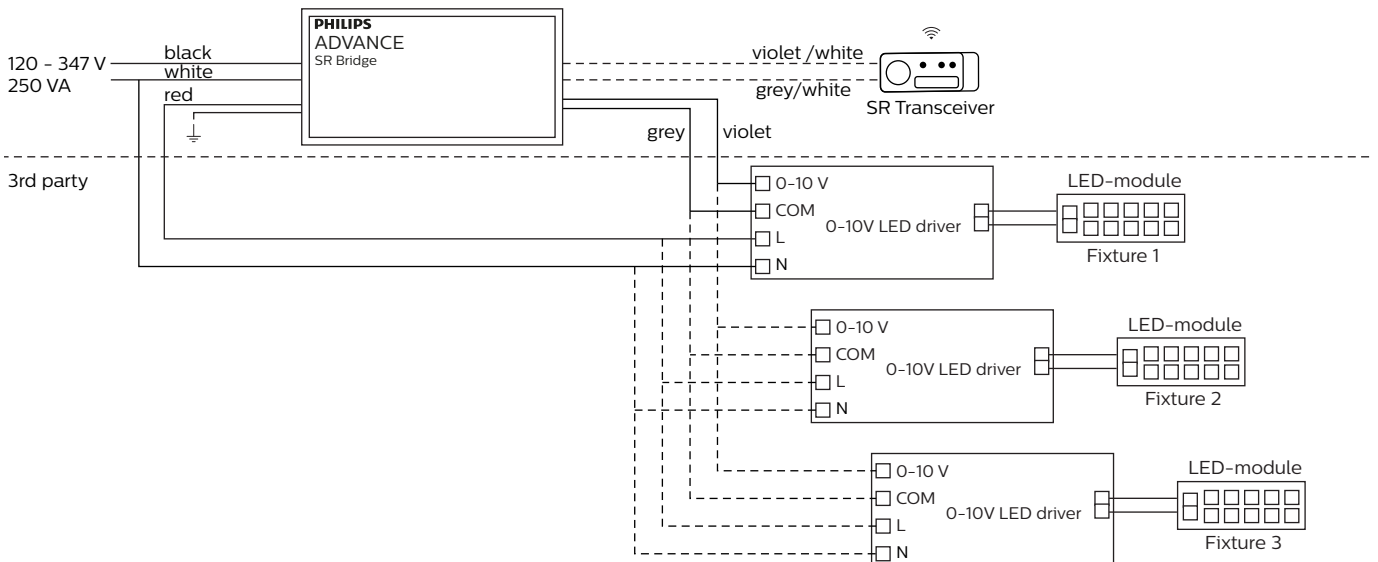 PHILIPS
ADVANCE
SR Bridge
120 - 347 V
250 VA
black
white
red
violet /white
grey/white
SR Transceiver
grey
violet
3rd party
0-10 V
COM
L
N
0-10V LED driver
LED-module
Fixture 1
0-10 V
COM
L
N
0-10V LED driver
LED-module
Fixture 2
0-10 V
COM
L
N
0-10V LED driver
LED-module
Fixture 3